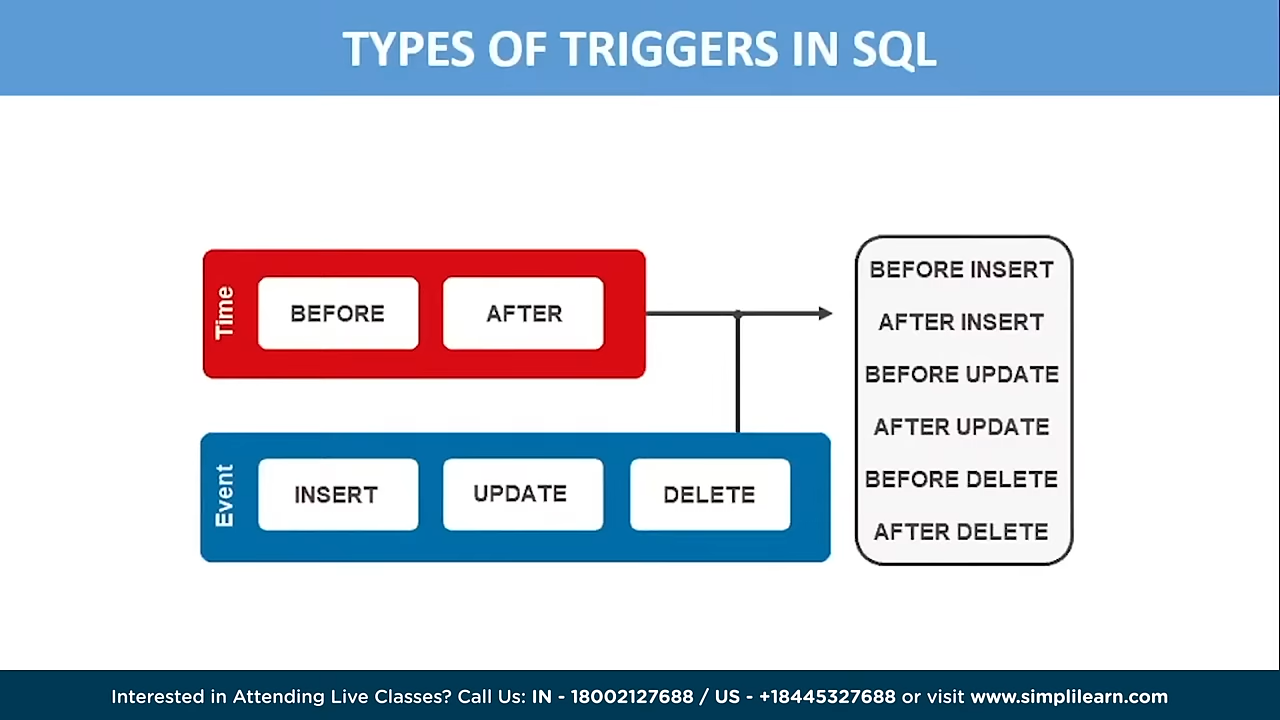 TYPES OF TRIGGERS IN SQL
Time
BEFORE
AFTER
Event
INSERT
UPDATE
DELETE
BEFORE INSERT
AFTER INSERT
BEFORE UPDATE
AFTER UPDATE
BEFORE DELETE
AFTER DELETE
Interested in Attending Live Classes? Call Us: IN - 18002127688 / US - +18445327688 or visit www.simplilearn.com